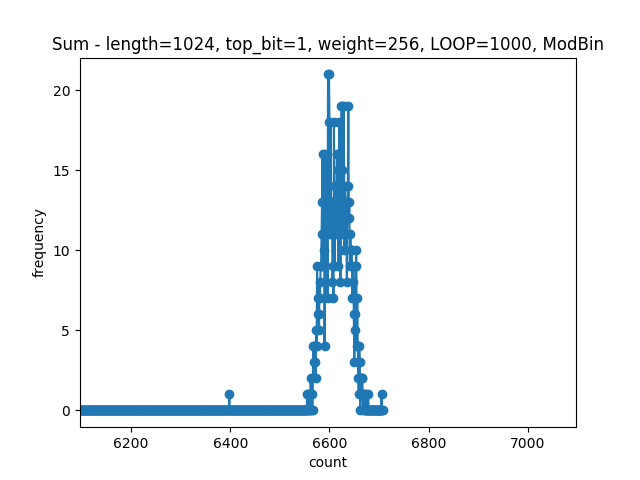 Sum - length=1024, top_bit=1, weight=256, LOOP=1000, ModBin
20
15
10
5
0
frequency
6200 6400 6600 6800 7000
count